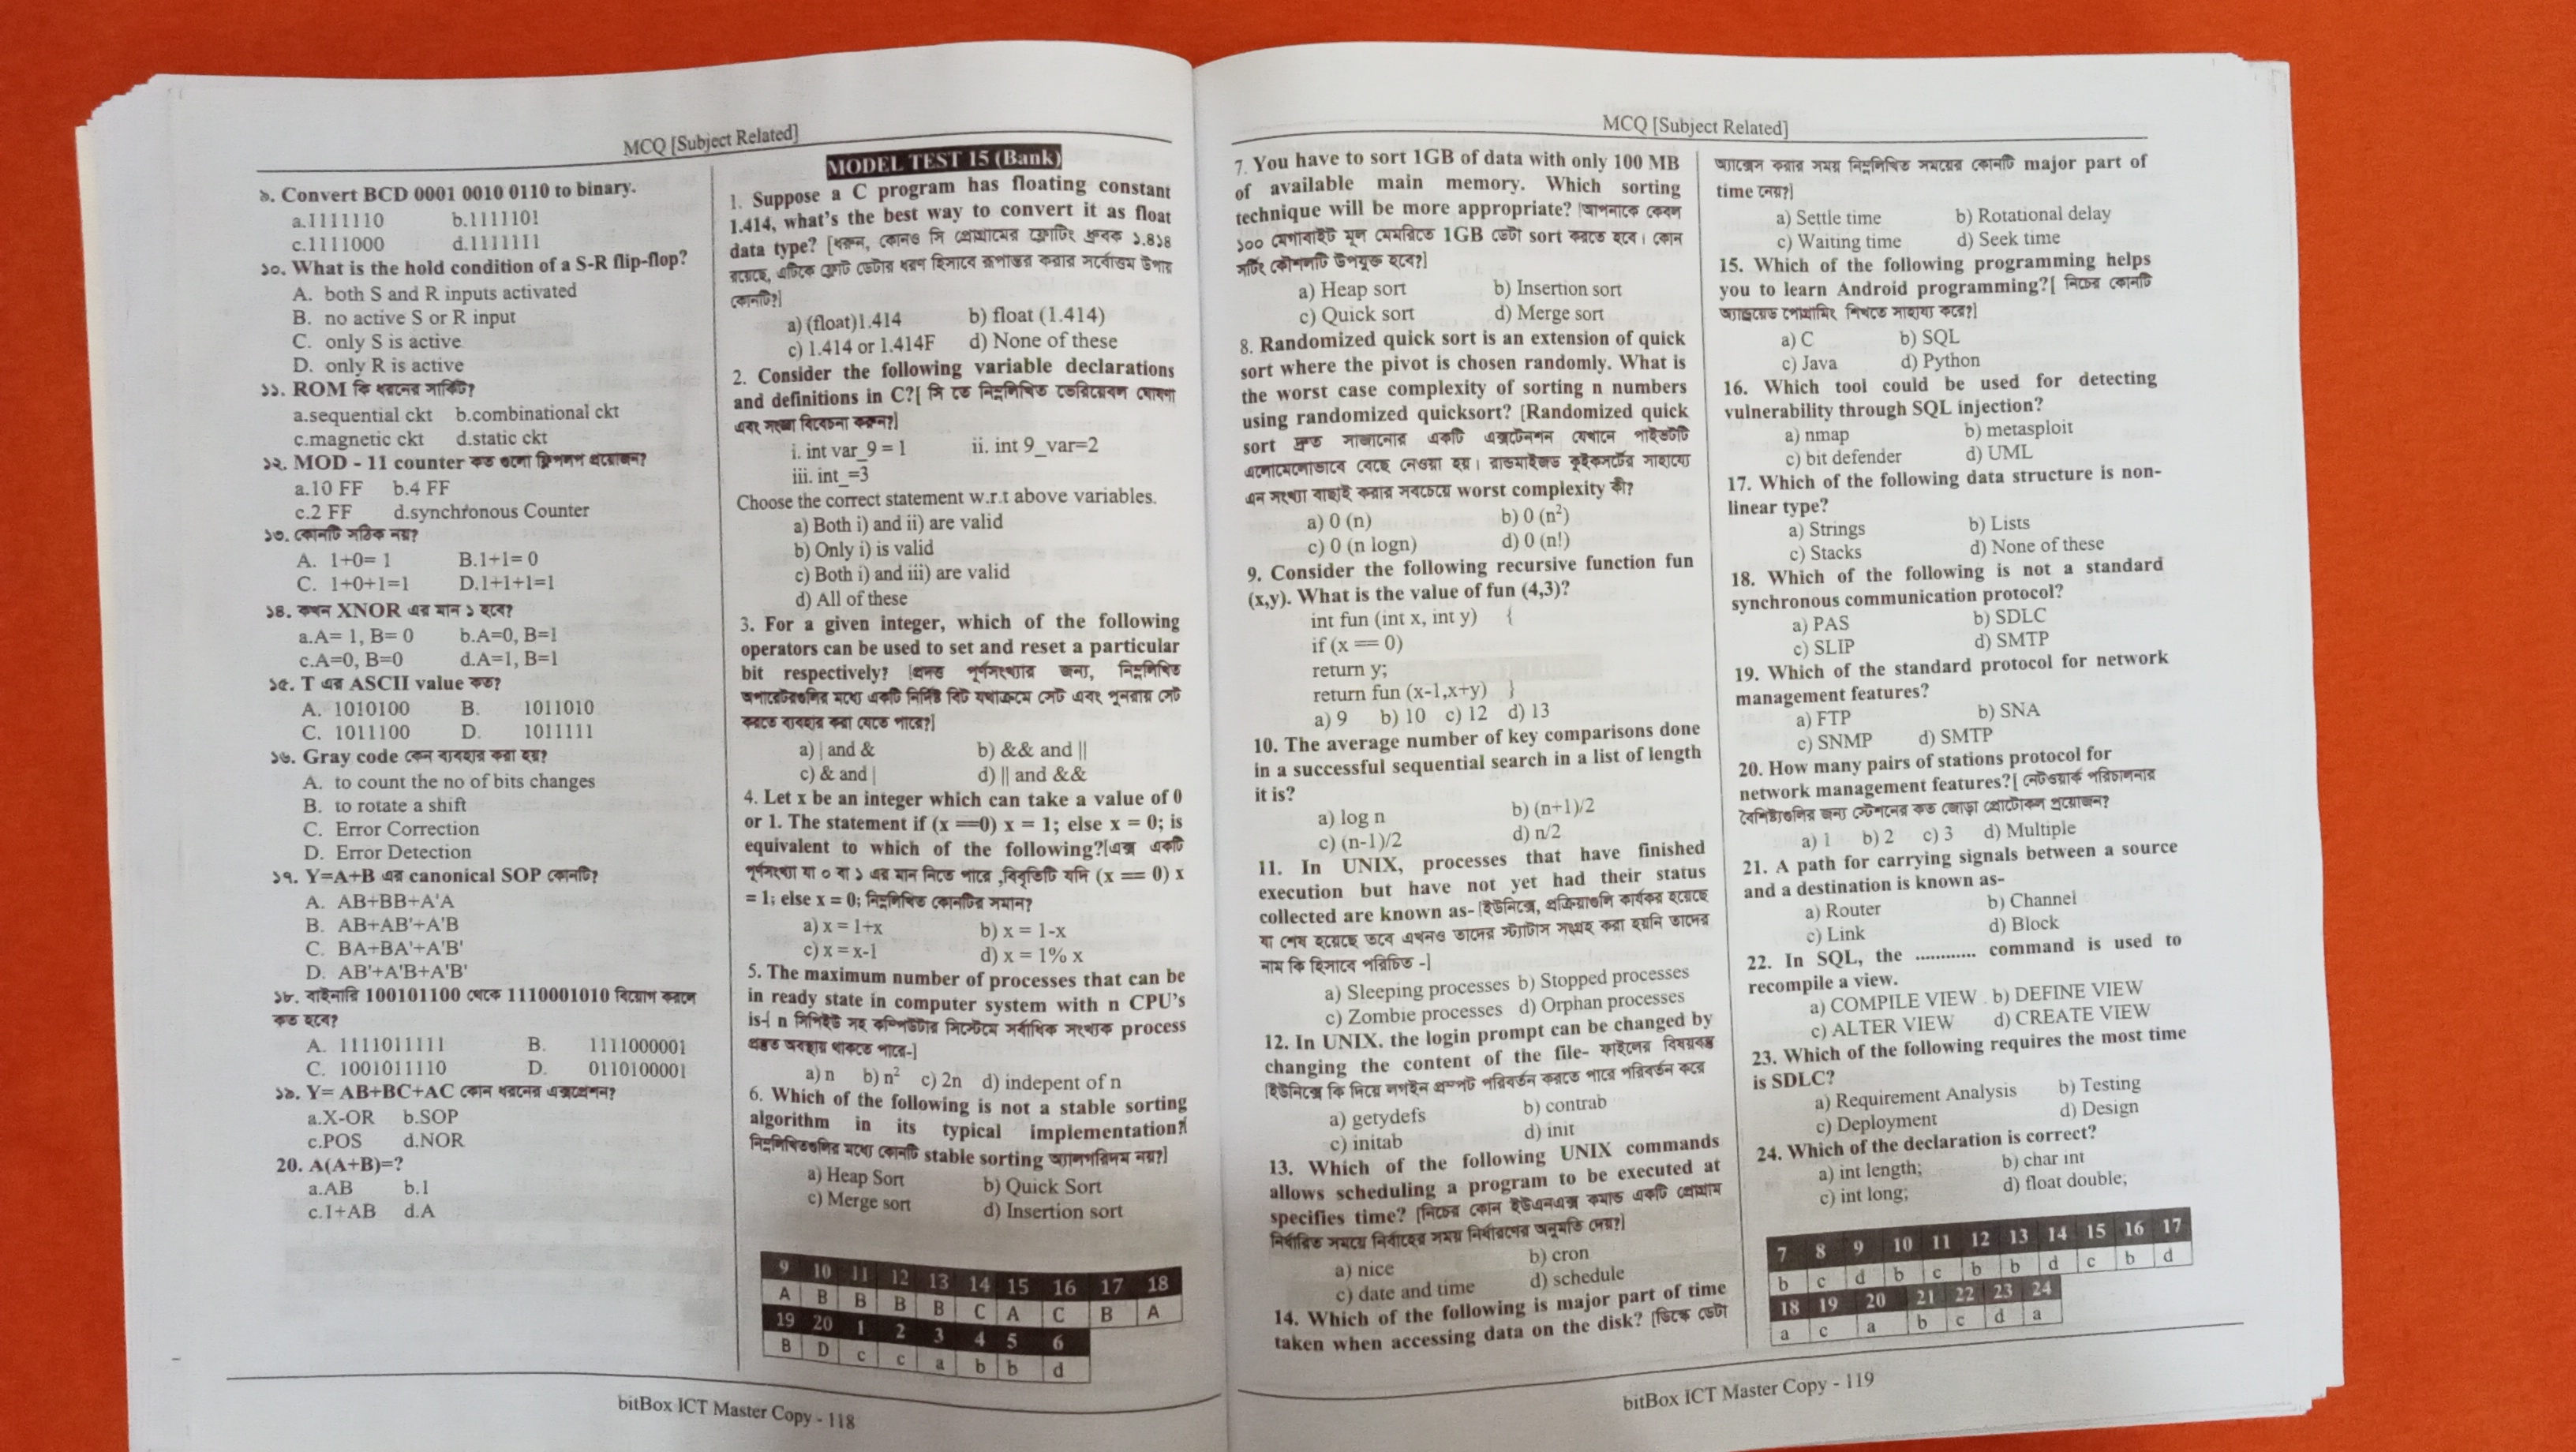 MCQ [Subject Related]
৯. Convert BCD 0001 0010 0110 to binary.
a.1111110 b.1111101
c.1111000 d.1111111
১০. What is the hold condition of a S-R flip-flop?
A. both S and R inputs activated
B. no active S or R input
C. only S is active
D. only R is active
১১. ROM কি ধরনের সার্কিট?
a.sequential ckt b.combinational ckt
c.magnetic ckt d.static ckt
১২. MOD - 11 counter কত গুলো ফ্লিপফ্লপ প্রয়োজন?
a.10 FF b.4 FF
c.2 FF d.synchronous Counter
১৩. কোনটি সঠিক নয়?
A. 1+0= 1 B.1+1= 0
C. 1+0+1=1 D.1+1+1=1
১৪. কখন XNOR এর মান ১ হবে?
a.A= 1, B= 0 b.A=0, B=1
c.A=0, B=0 d.A=1, B=1
১৫. T এর ASCII value কত?
A. 1010100 B. 1011010
C. 1011100 D. 1011111
১৬. Gray code কেন ব্যবহার করা হয়?
A. to count the no of bits changes
B. to rotate a shift
C. Error Correction
D. Error Detection
১৭. Y=A+B এর canonical SOP কোনটি?
A. AB+BB+A'A
B. AB+AB'+A'B
C. BA+BA'+A'B'
D. AB'+A'B+A'B'
১৮. বাইনারি 100101100 থেকে 1110001010 বিয়োগ করলে
কত হবে?
A. 1111011111 B. 1111000001
C. 1001011110 D. 0110100001
১৯. Y= AB+BC+AC কোন ধরনের এক্সপ্রেশন?
a.X-OR b.SOP
c.POS d.NOR
20. A(A+B)=?
a.AB b.1
c.1+AB d.A
MODEL TEST 15 (Bank)
1. Suppose a C program has floating constant
1.414, what's the best way to convert it as float
data type? [ধরুন, কোনও সি প্রোগ্রামের ফ্লোটিং ধ্রুবক ১.৪১৪
রয়েছে, এটিকে ফ্লোট ডেটার ধরণ হিসাবে রূপান্তর করার সর্বোত্তম উপায়
কোনটি?]
a) (float)1.414 b) float (1.414)
c) 1.414 or 1.414F d) None of these
2. Consider the following variable declarations
and definitions in C?[ সি তে নিম্নলিখিত ভেরিয়েবল ঘোষণা
এবং সংজ্ঞা বিবেচনা করুন?]
i. int var_9 = 1 ii. int 9_var=2
iii. int_=3
Choose the correct statement w.r.t above variables.
a) Both i) and ii) are valid
b) Only i) is valid
c) Both i) and iii) are valid
d) All of these
3. For a given integer, which of the following
operators can be used to set and reset a particular
bit respectively? [প্রদত্ত পূর্ণসংখ্যার জন্য, নিম্নলিখিত
অপারেটরগুলির মধ্যে একটি নির্দিষ্ট বিট যথাক্রমে সেট এবং পুনরায় সেট
করতে ব্যবহার করা যেতে পারে?]
a) | and & b) && and ||
c) & and | d) || and &&
4. Let x be an integer which can take a value of 0
or 1. The statement if (x ==0) x = 1; else x = 0; is
equivalent to which of the following?[এক্স একটি
পূর্ণসংখ্যা যা ০ বা ১ এর মান নিতে পারে ,বিবৃতিটি যদি (x == 0) x
= 1; else x = 0; নিম্নলিখিত কোনটির সমান?
a) x = 1+x b) x = 1-x
c) x = x-1 d) x = 1% x
5. The maximum number of processes that can be
in ready state in computer system with n CPU's
is-[ n সিপিইউ সহ কম্পিউটার সিস্টেমে সর্বাধিক সংখ্যক process
প্রস্তুত অবস্থায় থাকতে পারে-]
a) n b) n² c) 2n d) indepent of n
6. Which of the following is not a stable sorting
algorithm in its typical implementation?[
নিম্নলিখিতগুলির মধ্যে কোনটি stable sorting অ্যালগরিদম নয়?]
a) Heap Sort b) Quick Sort
c) Merge sort d) Insertion sort
9 10 11 12 13 14 15 16 17 18
A B B B B C A C B A
19 20 1 2 3 4 5 6
B D c c a b b d
bitBox ICT Master Copy - 118
MCQ [Subject Related]
7. You have to sort 1GB of data with only 100 MB
of available main memory. Which sorting
technique will be more appropriate? [আপনাকে কেবল
১০০ মেগাবাইট মূল মেমরিতে 1GB ডেটা sort করতে হবে। কোন
সর্টিং কৌশলটি উপযুক্ত হবে?]
a) Heap sort b) Insertion sort
c) Quick sort d) Merge sort
8. Randomized quick sort is an extension of quick
sort where the pivot is chosen randomly. What is
the worst case complexity of sorting n numbers
using randomized quicksort? [Randomized quick
sort দ্রুত সাজানোর একটি এক্সটেনশন যেখানে পাইভটটি
এলোমেলোভাবে বেছে নেওয়া হয়। রান্ডমাইজড কুইকসর্টের সাহায্যে
এন সংখ্যা বাছাই করার সবচেয়ে worst complexity কী?
a) 0 (n) b) 0 (n²)
c) 0 (n logn) d) 0 (n!)
9. Consider the following recursive function fun
(x,y). What is the value of fun (4,3)?
int fun (int x, int y) {
if (x == 0)
return y;
return fun (x-1,x+y) }
a) 9 b) 10 c) 12 d) 13
10. The average number of key comparisons done
in a successful sequential search in a list of length
it is?
a) log n b) (n+1)/2
c) (n-1)/2 d) n/2
11. In UNIX, processes that have finished
execution but have not yet had their status
collected are known as- [ইউনিক্সে, প্রক্রিয়াগুলি কার্যকর হয়েছে
যা শেষ হয়েছে তবে এখনও তাদের স্ট্যাটাস সংগ্রহ করা হয়নি তাদের
নাম কি হিসাবে পরিচিত -]
a) Sleeping processes b) Stopped processes
c) Zombie processes d) Orphan processes
12. In UNIX. the login prompt can be changed by
changing the content of the file- ফাইলের বিষয়বস্তু
[ইউনিক্সে কি দিয়ে লগইন প্রম্পট পরিবর্তন করতে পারে পরিবর্তন করে
a) getydefs b) contrab
c) initab d) init
13. Which of the following UNIX commands
allows scheduling a program to be executed at
specifies time? [নিচের কোন ইউএনএক্স কমান্ড একটি প্রোগ্রাম
নির্ধারিত সময়ে নির্বাহের সময় নির্ধারণের অনুমতি দেয়?]
a) nice b) cron
c) date and time d) schedule
14. Which of the following is major part of time
taken when accessing data on the disk? [ডিস্কে ডেটা
অ্যাক্সেস করার সময় নিম্নলিখিত সময়ের কোনটি major part of
time নেয়?]
a) Settle time b) Rotational delay
c) Waiting time d) Seek time
15. Which of the following programming helps
you to learn Android programming?[ নিচের কোনটি
অ্যান্ড্রয়েড প্রোগ্রামিং শিখতে সাহায্য করে?]
a) C b) SQL
c) Java d) Python
16. Which tool could be used for detecting
vulnerability through SQL injection?
a) nmap b) metasploit
c) bit defender d) UML
17. Which of the following data structure is non-
linear type?
a) Strings b) Lists
c) Stacks d) None of these
18. Which of the following is not a standard
synchronous communication protocol?
a) PAS b) SDLC
c) SLIP d) SMTP
19. Which of the standard protocol for network
management features?
a) FTP b) SNA
c) SNMP d) SMTP
20. How many pairs of stations protocol for
network management features?[ নেটওয়ার্ক পরিচালনার
বৈশিষ্ট্যগুলির জন্য স্টেশনের কত জোড়া প্রোটোকল প্রয়োজন?
a) 1 b) 2 c) 3 d) Multiple
21. A path for carrying signals between a source
and a destination is known as-
a) Router b) Channel
c) Link d) Block
22. In SQL, the ............ command is used to
recompile a view.
a) COMPILE VIEW b) DEFINE VIEW
c) ALTER VIEW d) CREATE VIEW
23. Which of the following requires the most time
is SDLC?
a) Requirement Analysis b) Testing
c) Deployment d) Design
24. Which of the declaration is correct?
a) int length; b) char int
c) int long; d) float double;
7 8 9 10 11 12 13 14 15 16 17
b c d b c b b d c b d
18 19 20 21 22 23 24
a c a b c d a
bitBox ICT Master Copy - 119